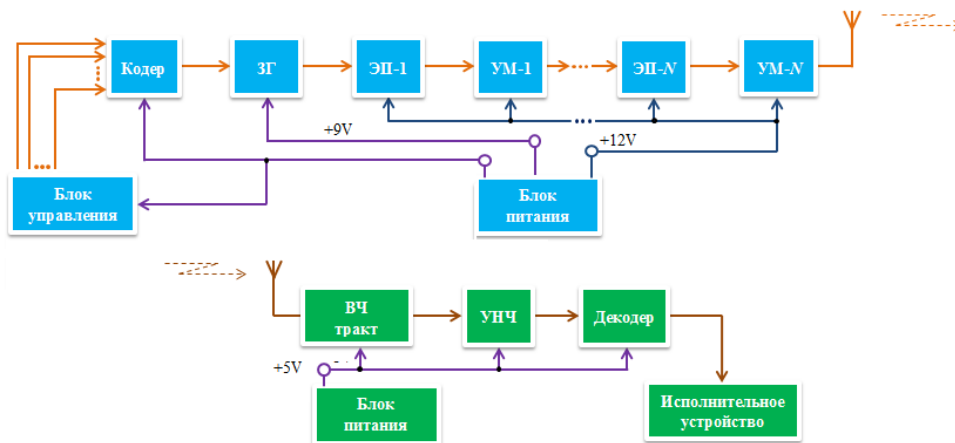 Кодер
ЗГ
ЭП-1
УМ-1
ЭП-N
УМ-N
+9V
+12V
Блок
управления
Блок
питания
ВЧ
тракт
УНЧ
Декодер
+5V
Блок
питания
Исполнительное
устройство